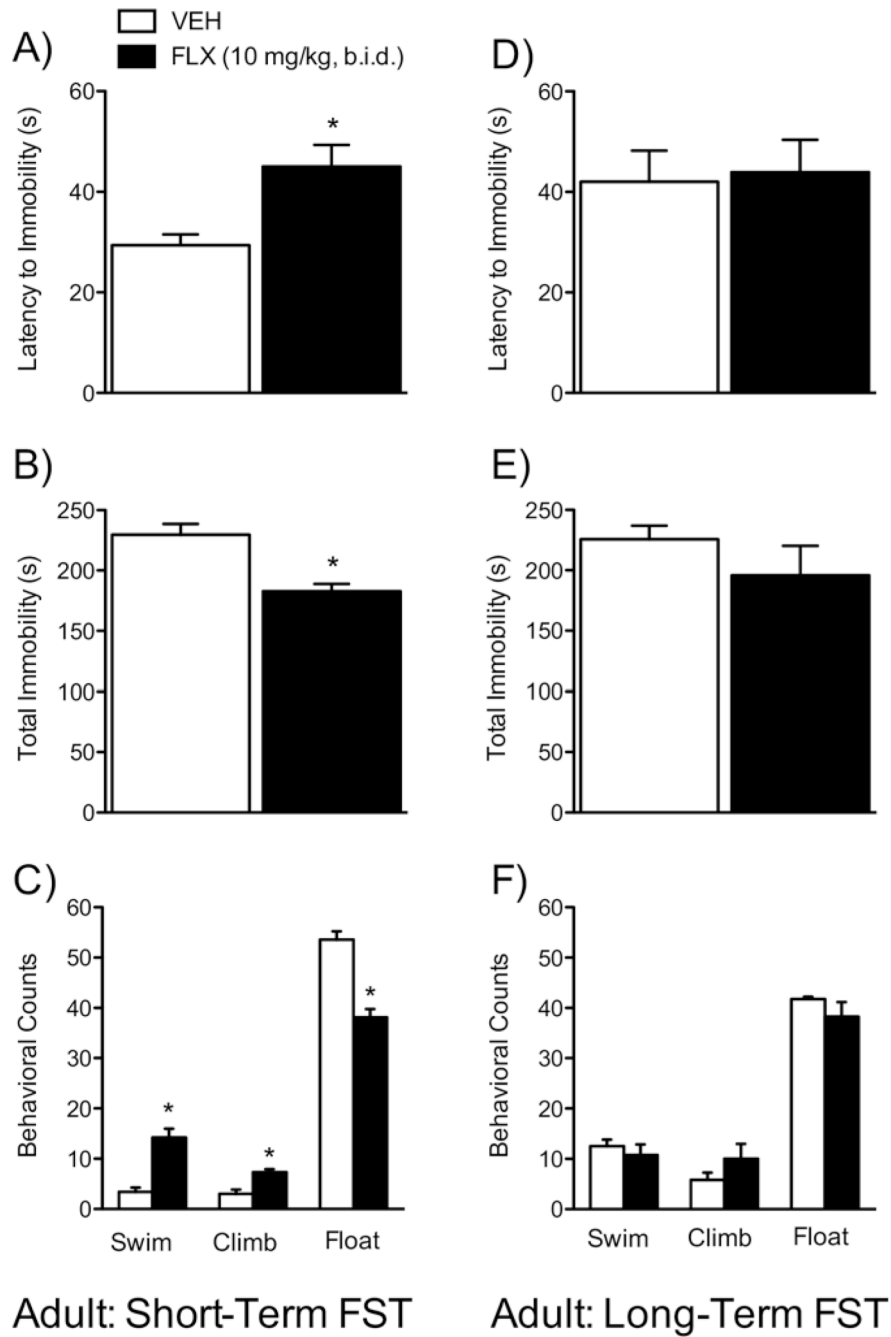 VEH
FLX (10 mg/kg, b.i.d.)
A)
Latency to Immobility (s)
60
40
20
0
*
D)
Latency to Immobility (s)
60
40
20
0
B)
Total Immobility (s)
250
200
150
100
50
0
*
E)
Total Immobility (s)
250
200
150
100
50
0
C)
Behavioral Counts
60
50
40
30
20
10
0
*
*
*
Swim Climb Float
F)
Behavioral Counts
60
50
40
30
20
10
0
Swim Climb Float
Adult: Short-Term FST
Adult: Long-Term FST